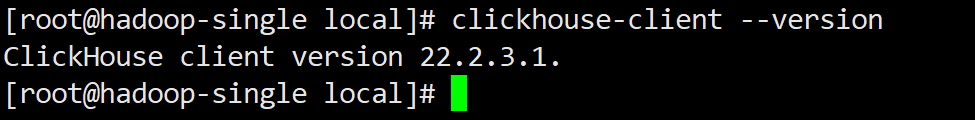 [root@hadoop-single local]# clickhouse-client --version
ClickHouse client version 22.2.3.1.
[root@hadoop-single local]#